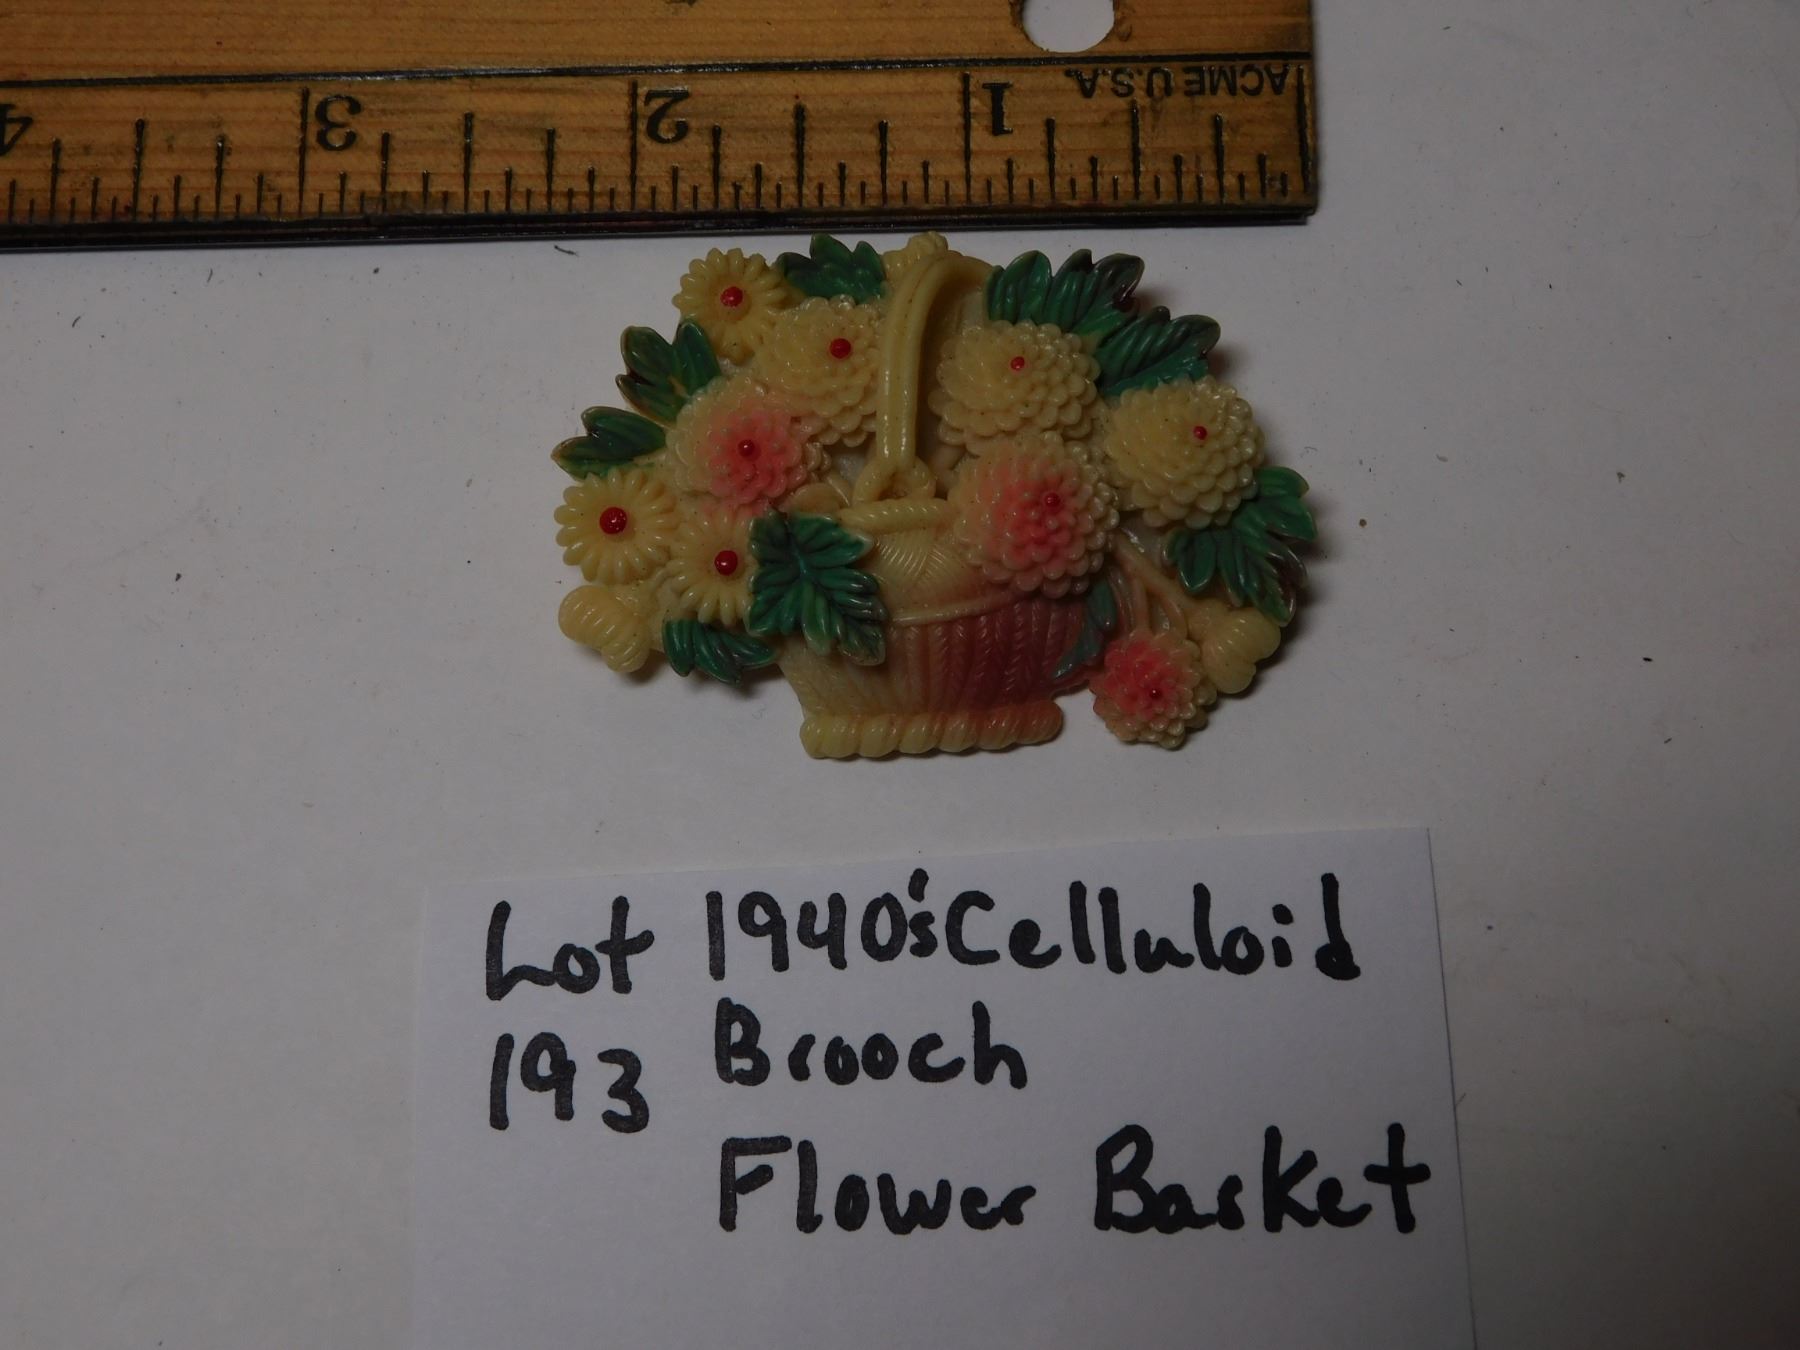 ACME U.S.A.
1
2
3
4
Lot 1940's Celluloid
193 Brooch
Flower Basket